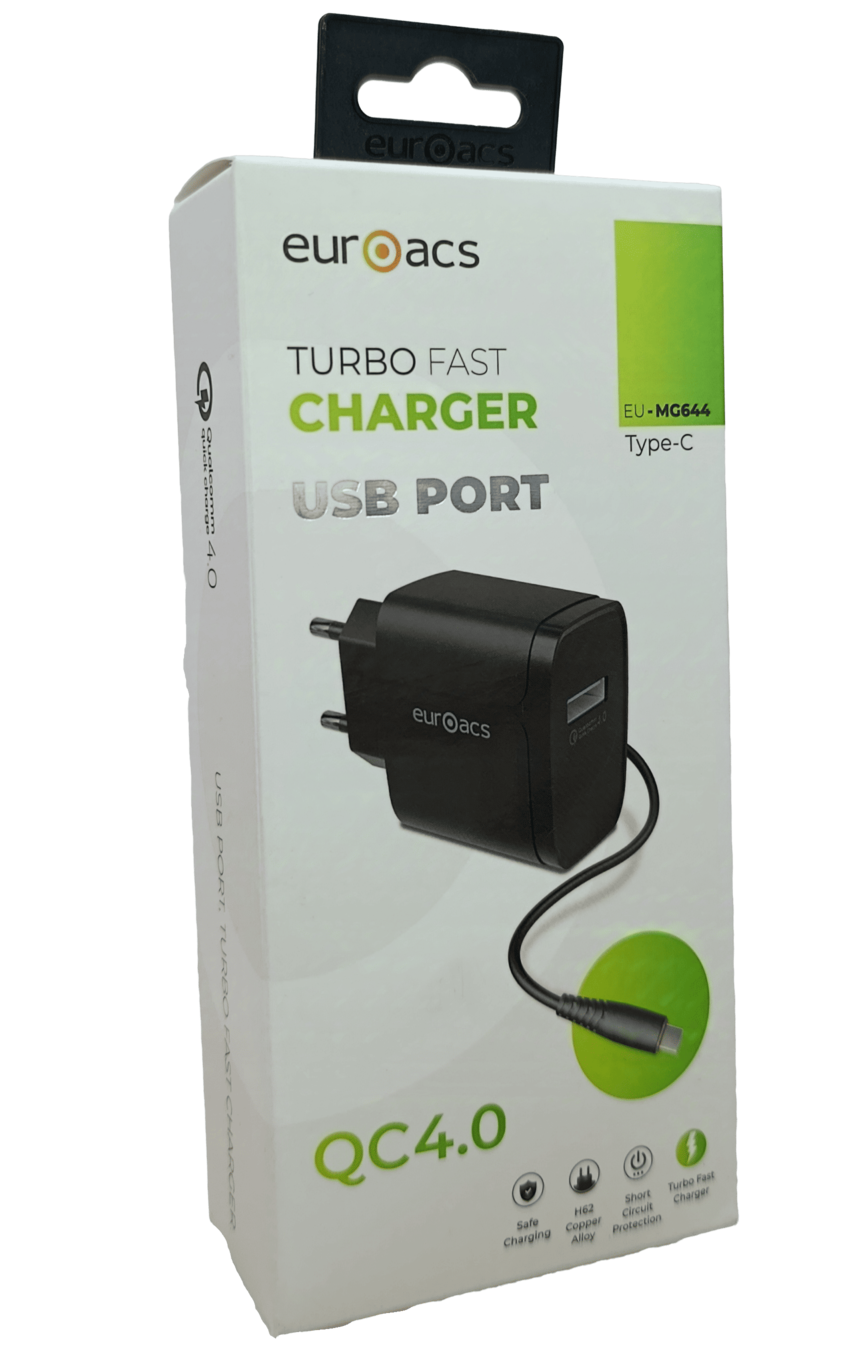 euroacs
euroacs
TURBO FAST
CHARGER
USB PORT
EU-MG644
Type-C
Qualcomm
quick charge 4.0
USB PORT, TURBO FAST CHARGER
euroacs
QC4.0
Safe
Charging
H62
Copper
Alloy
Short
Circuit
Protection
Turbo Fast
Charger